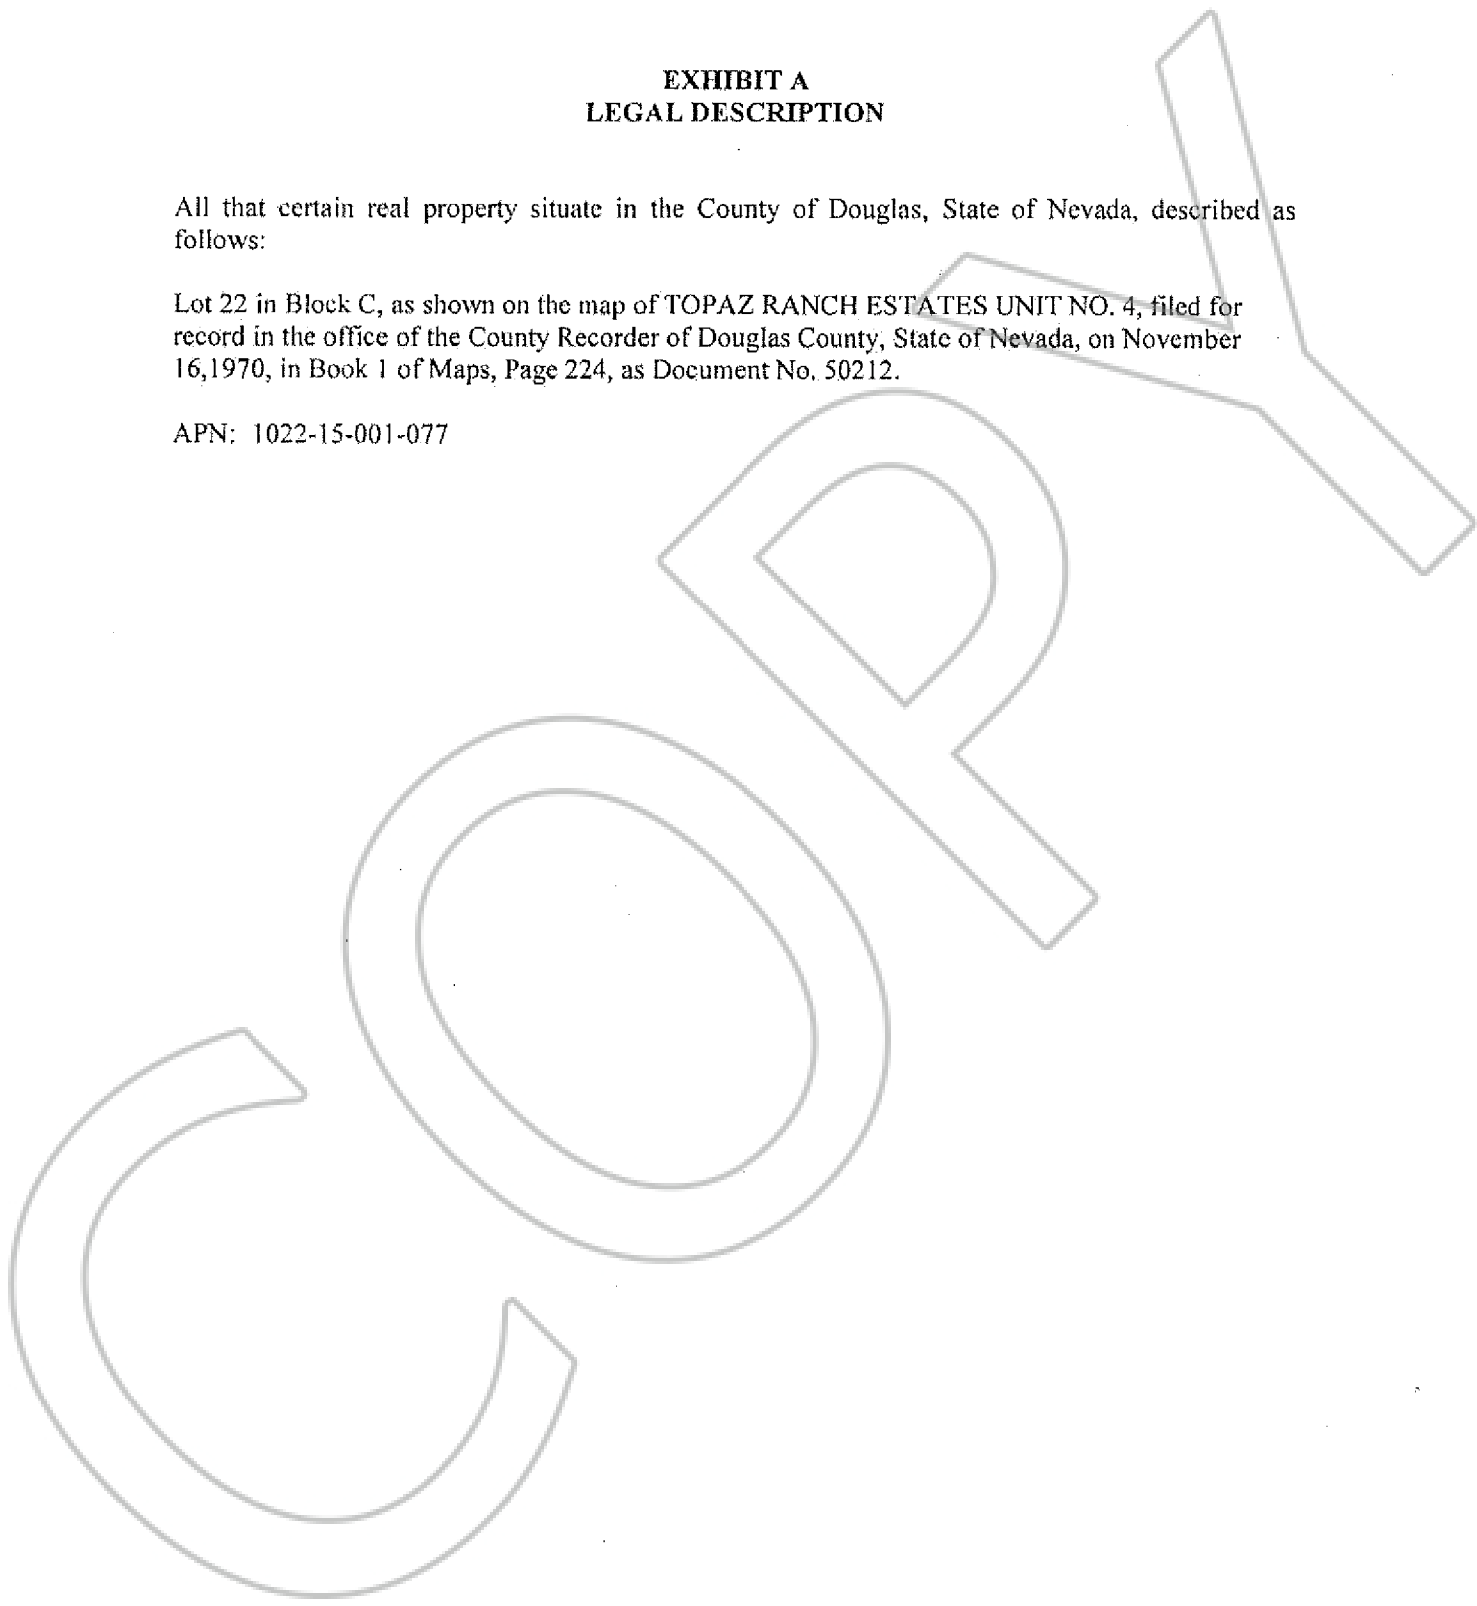 EXHIBIT A
LEGAL DESCRIPTION
All that certain real property situate in the County of Douglas, State of Nevada, described as
follows:
Lot 22 in Block C, as shown on the map of TOPAZ RANCH ESTATES UNIT NO. 4, filed for
record in the office of the County Recorder of Douglas County, State of Nevada, on November
16,1970, in Book 1 of Maps, Page 224, as Document No. 50212.
APN: 1022-15-001-077
COPY